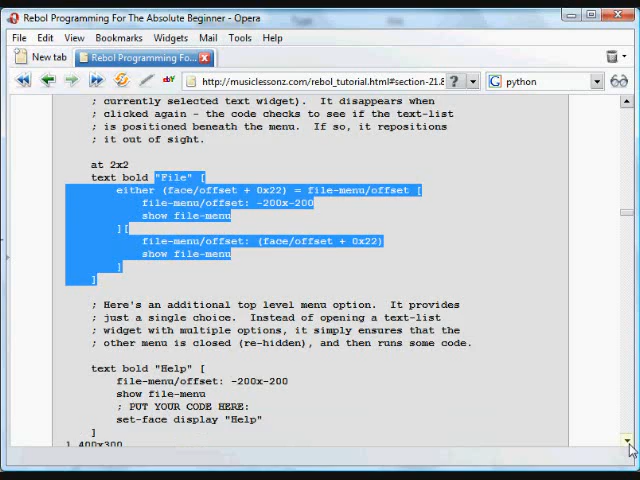 Rebol Programming For The Absolute Beginner - Opera
File Edit View Bookmarks Widgets Mail Tools Help
New tab Rebol Programming For...
http://musiclessonz.com/rebol_tutorial.html#section-21.8 ? python
; currently selected text widget). It disappears when
; clicked again - the code checks to see if the text-list
; is positioned beneath the menu. If so, it repositions
; it out of sight.
at 2x2
text bold "File" [
either (face/offset + 0x22) = file-menu/offset [
file-menu/offset: -200x-200
show file-menu
][
file-menu/offset: (face/offset + 0x22)
show file-menu
]
]
; Here's an additional top level menu option. It provides
; just a single choice. Instead of opening a text-list
; widget with multiple options, it simply ensures that the
; other menu is closed (re-hidden), and then runs some code.
text bold "Help" [
file-menu/offset: -200x-200
show file-menu
; PUT YOUR CODE HERE:
set-face display "Help"
]
] 400x300